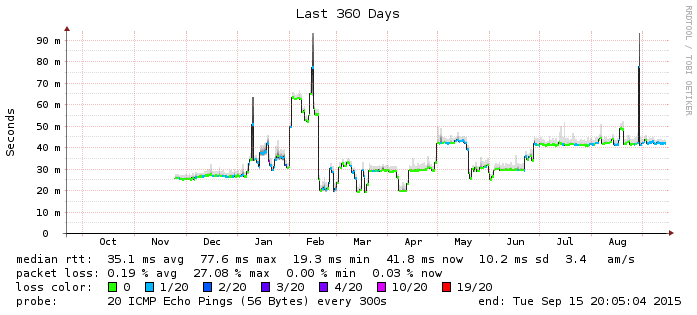 Last 360 Days
RRDTOOL / TOBI OETIKER
Seconds
90 m
80 m
70 m
60 m
50 m
40 m
30 m
20 m
10 m
0
Oct Nov Dec Jan Feb Mar Apr May Jun Jul Aug
median rtt: 35.1 ms avg 77.6 ms max 19.3 ms min 41.8 ms now 10.2 ms sd 3.4 am/s
packet loss: 0.19 % avg 27.08 % max 0.00 % min 0.03 % now
loss color: 0 1/20 2/20 3/20 4/20 10/20 19/20
probe: 20 ICMP Echo Pings (56 Bytes) every 300s end: Tue Sep 15 20:05:04 2015